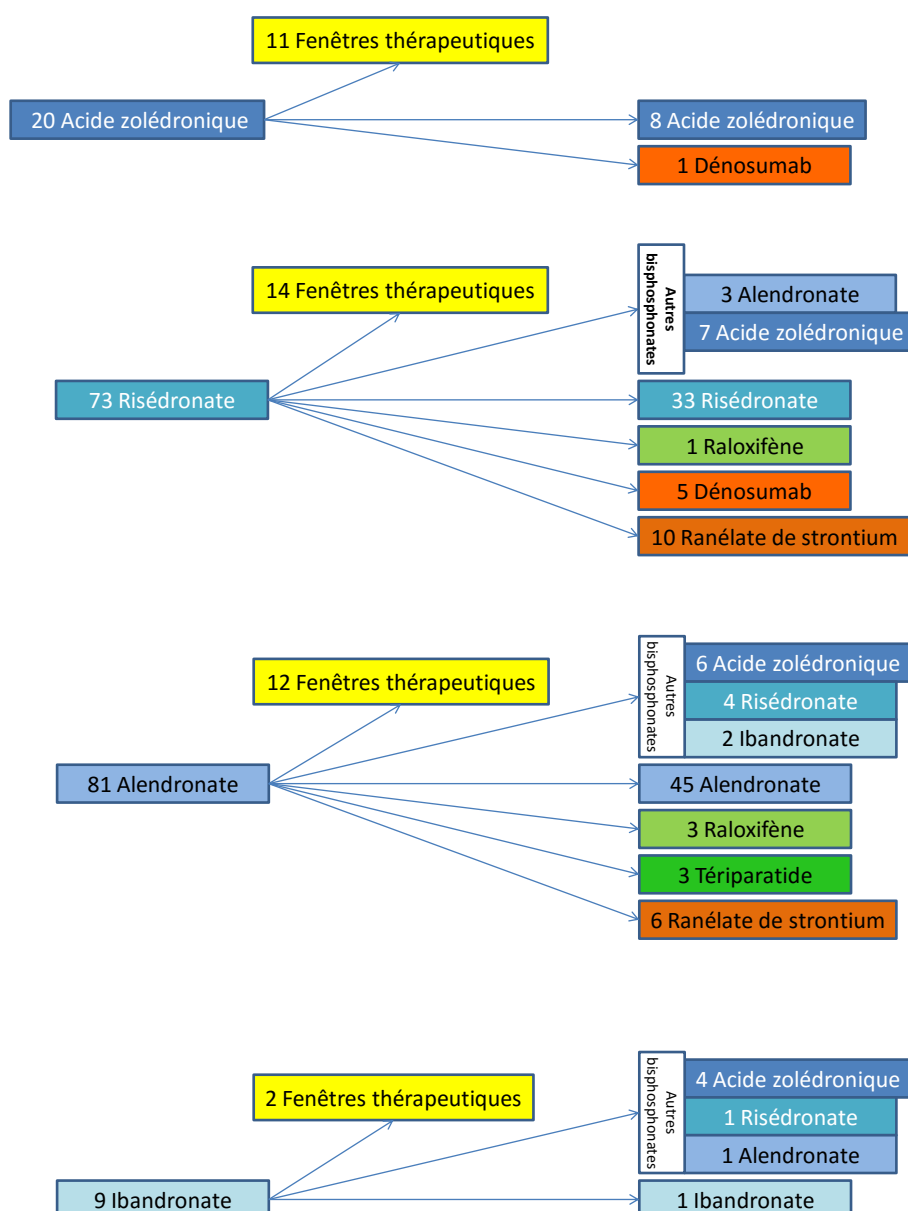 11 Fenêtres thérapeutiques
20 Acide zolédronique
8 Acide zolédronique
1 Dénosumab
14 Fenêtres thérapeutiques
Autres
bisphosphonates
3 Alendronate
7 Acide zolédronique
73 Risédronate
33 Risédronate
1 Raloxifène
5 Dénosumab
10 Ranélate de strontium
12 Fenêtres thérapeutiques
Autres
bisphosphonates
6 Acide zolédronique
4 Risédronate
2 Ibandronate
81 Alendronate
45 Alendronate
3 Raloxifène
3 Tériparatide
6 Ranélate de strontium
2 Fenêtres thérapeutiques
Autres
bisphosphonates
4 Acide zolédronique
1 Risédronate
1 Alendronate
9 Ibandronate
1 Ibandronate